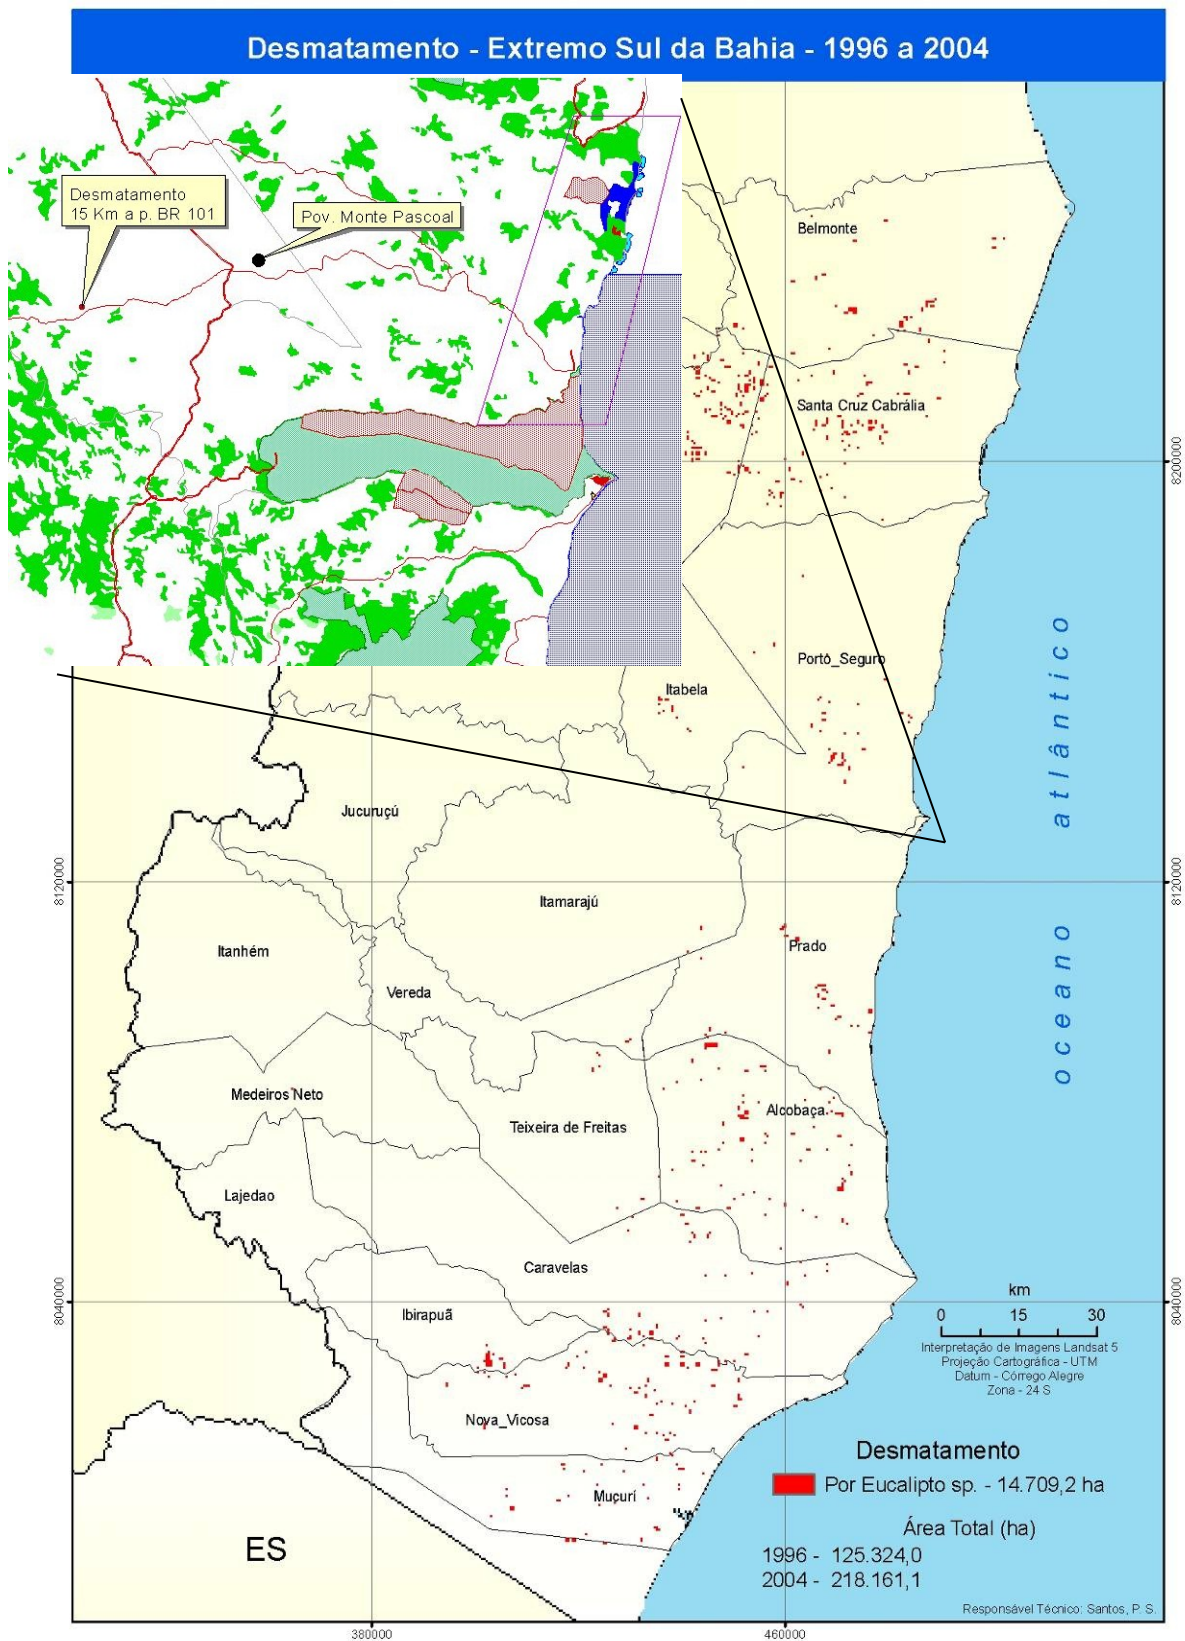 Desmatamento - Extremo Sul da Bahia - 1996 a 2004
Desmatamento
15 Km a p. BR 101
Pov. Monte Pascoal
Belmonte
Santa Cruz Cabrália
8200000
Portô_Seguro
Itabela
oceano atlântico
Jucuruçú
8120000
8120000
Itamarajú
Itanhém
Prado
Vereda
Medeiros Neto
Alcobaça
Teixeira de Freitas
Lajedao
Caravelas
8040000
8040000
Ibirapuã
km
0 15 30
Interpretação de Imagens Landsat 5
Projeção Cartográfica - UTM
Datum - Córrego Alegre
Zona - 24 S
Nova_Vicosa
Desmatamento
Por Eucalipto sp. - 14.709,2 ha
Muçurí
Área Total (ha)
ES
1996 - 125.324,0
2004 - 218.161,1
Responsável Técnico: Santos, P. S.
380000
460000